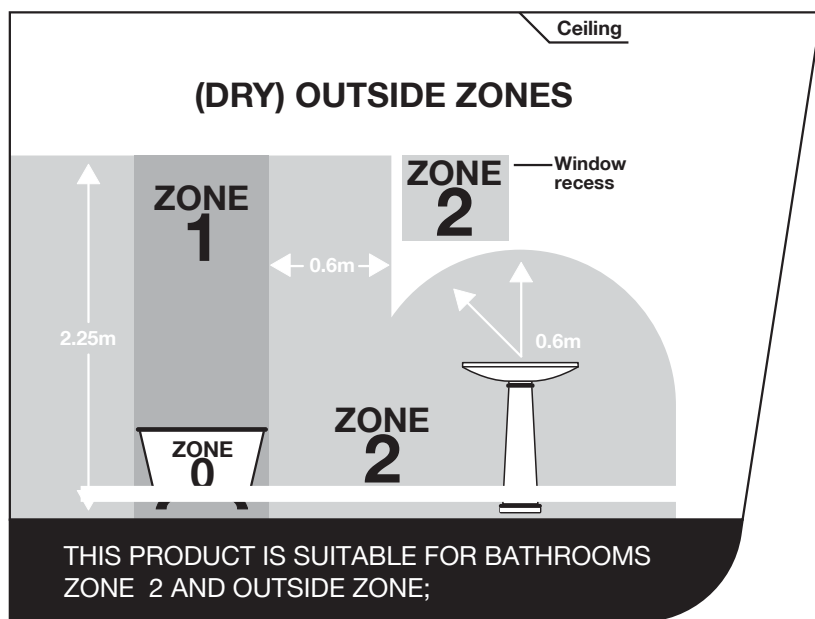 Ceiling
(DRY) OUTSIDE ZONES
ZONE
1
ZONE
2
Window
recess
0.6m
2.25m
0.6m
ZONE
2
ZONE
0
THIS PRODUCT IS SUITABLE FOR BATHROOMS
ZONE  2 AND OUTSIDE ZONE;